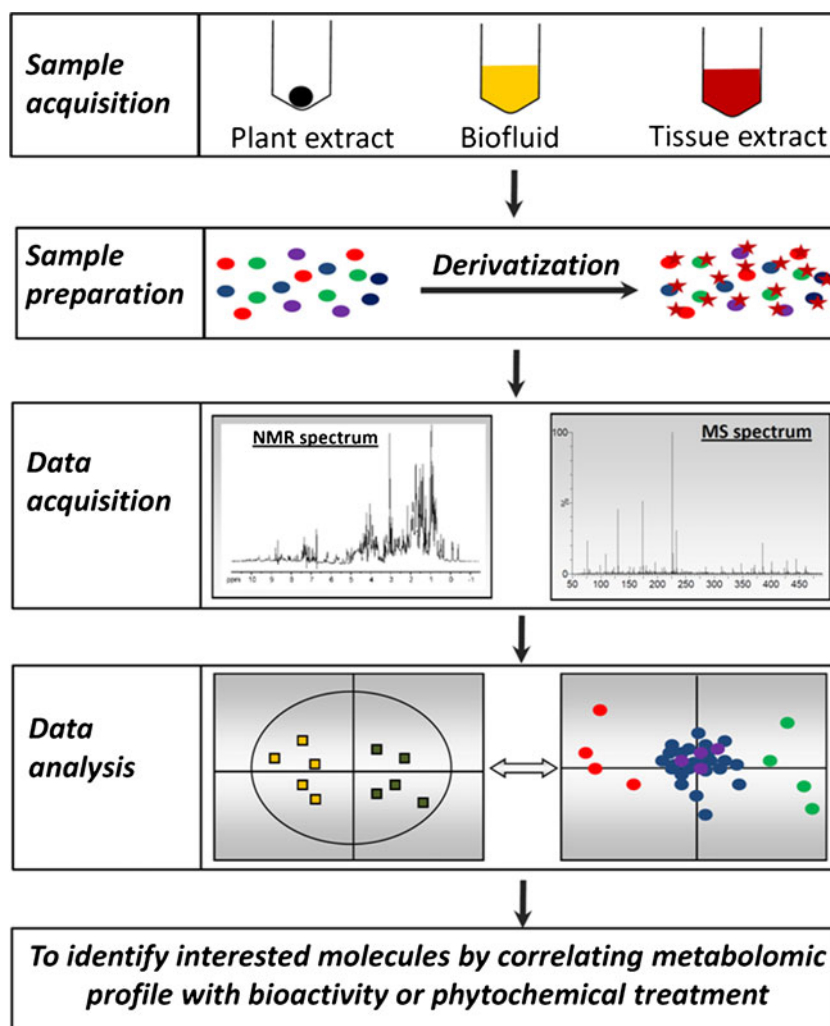 Sample
acquisition
Plant extract
Biofluid
Tissue extract
Sample
preparation
Derivatization
Data
acquisition
NMR spectrum
ppm 10 9 8 7 6 5 4 3 2 1 0 -1
MS spectrum
100
%
0
50 100 150 200 250 300 350 400 450
Data
analysis
To identify interested molecules by correlating metabolomic
profile with bioactivity or phytochemical treatment